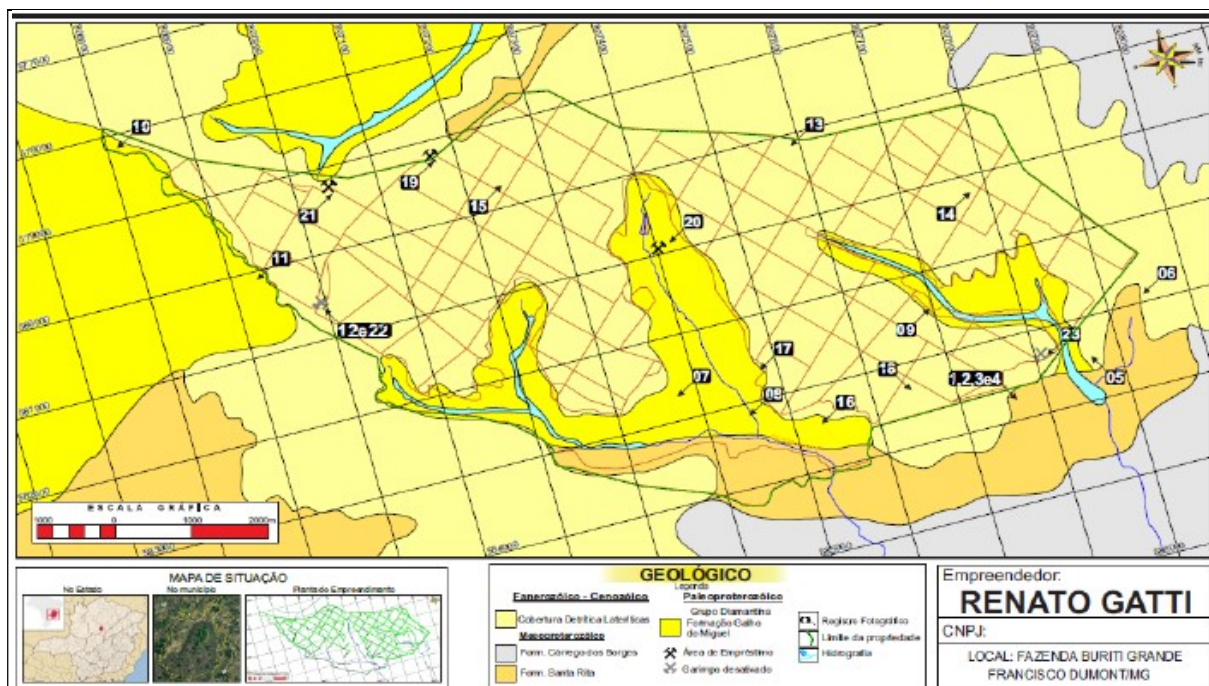 10
13
19
21
15
14
20
11
06
12e22
09
23
17
18
1,2,3e4
05
07
08
16
ESCALA GRÁFICA
1000 0 1000 2000m
MAPA DE SITUAÇÃO
No Estado
No município
Planta do Empreendimento
GEOLÓGICO
Legenda
Fanerozóico - Cenozóico
Cobertura Detrítica Lateríticas
Mesoproterozóico
Form. Córrego dos Borges
Form. Santa Rita
Paleoproterozóico
Grupo Diamantina
Formação Galho
do Miguel
Área de Empréstimo
Garimpo desativado
Registro Fotográfico
Limite da propriedade
Hidrografia
Empreendedor:
RENATO GATTI
CNPJ:
LOCAL: FAZENDA BURITI GRANDE
FRANCISCO DUMONT/MG